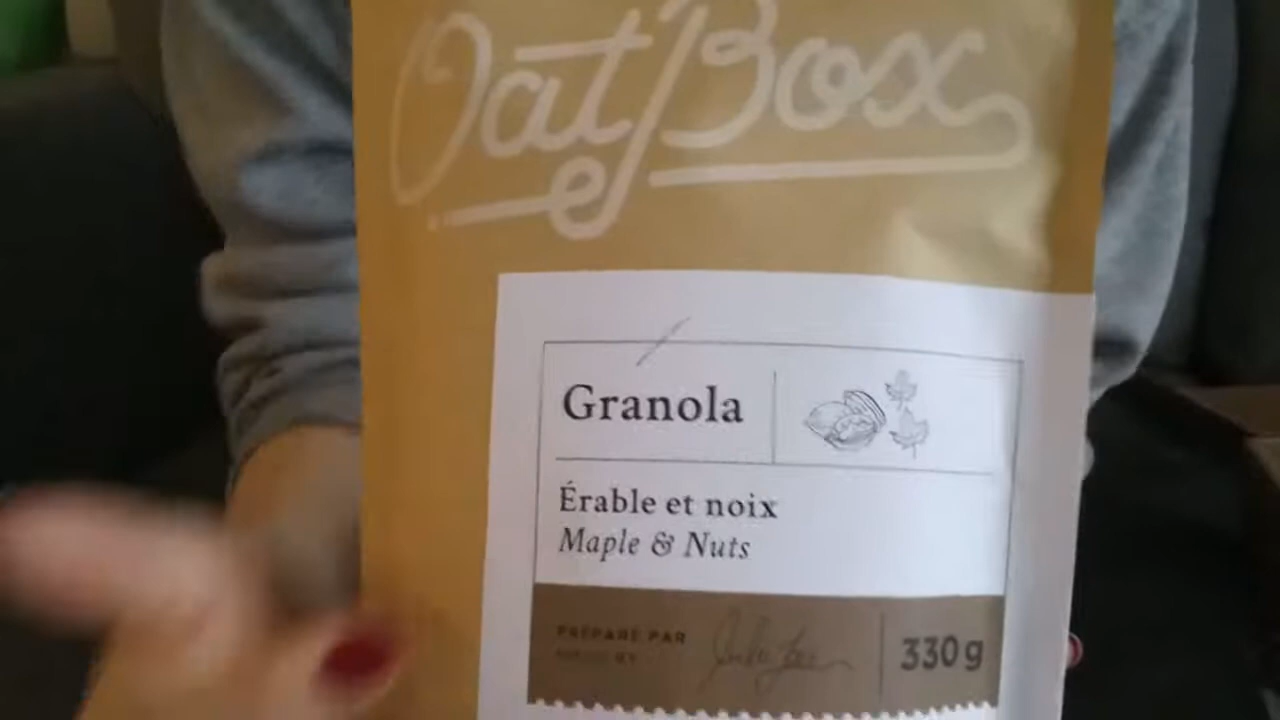 OatBox
Granola
Érable et noix
Maple & Nuts
PRÉPARÉ PAR
330g